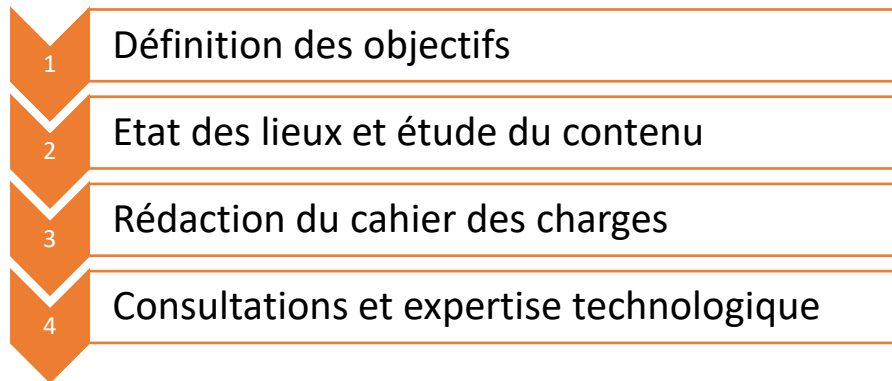 1 Définition des objectifs
2 Etat des lieux et étude du contenu
3 Rédaction du cahier des charges
4 Consultations et expertise technologique